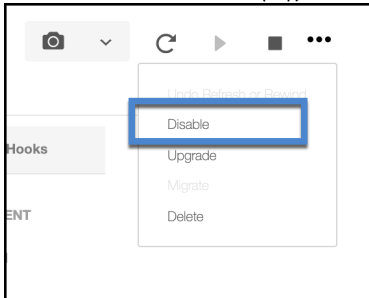 Undo Refresh or Rewind
Disable
Hooks
Upgrade
Migrate
ENT
Delete